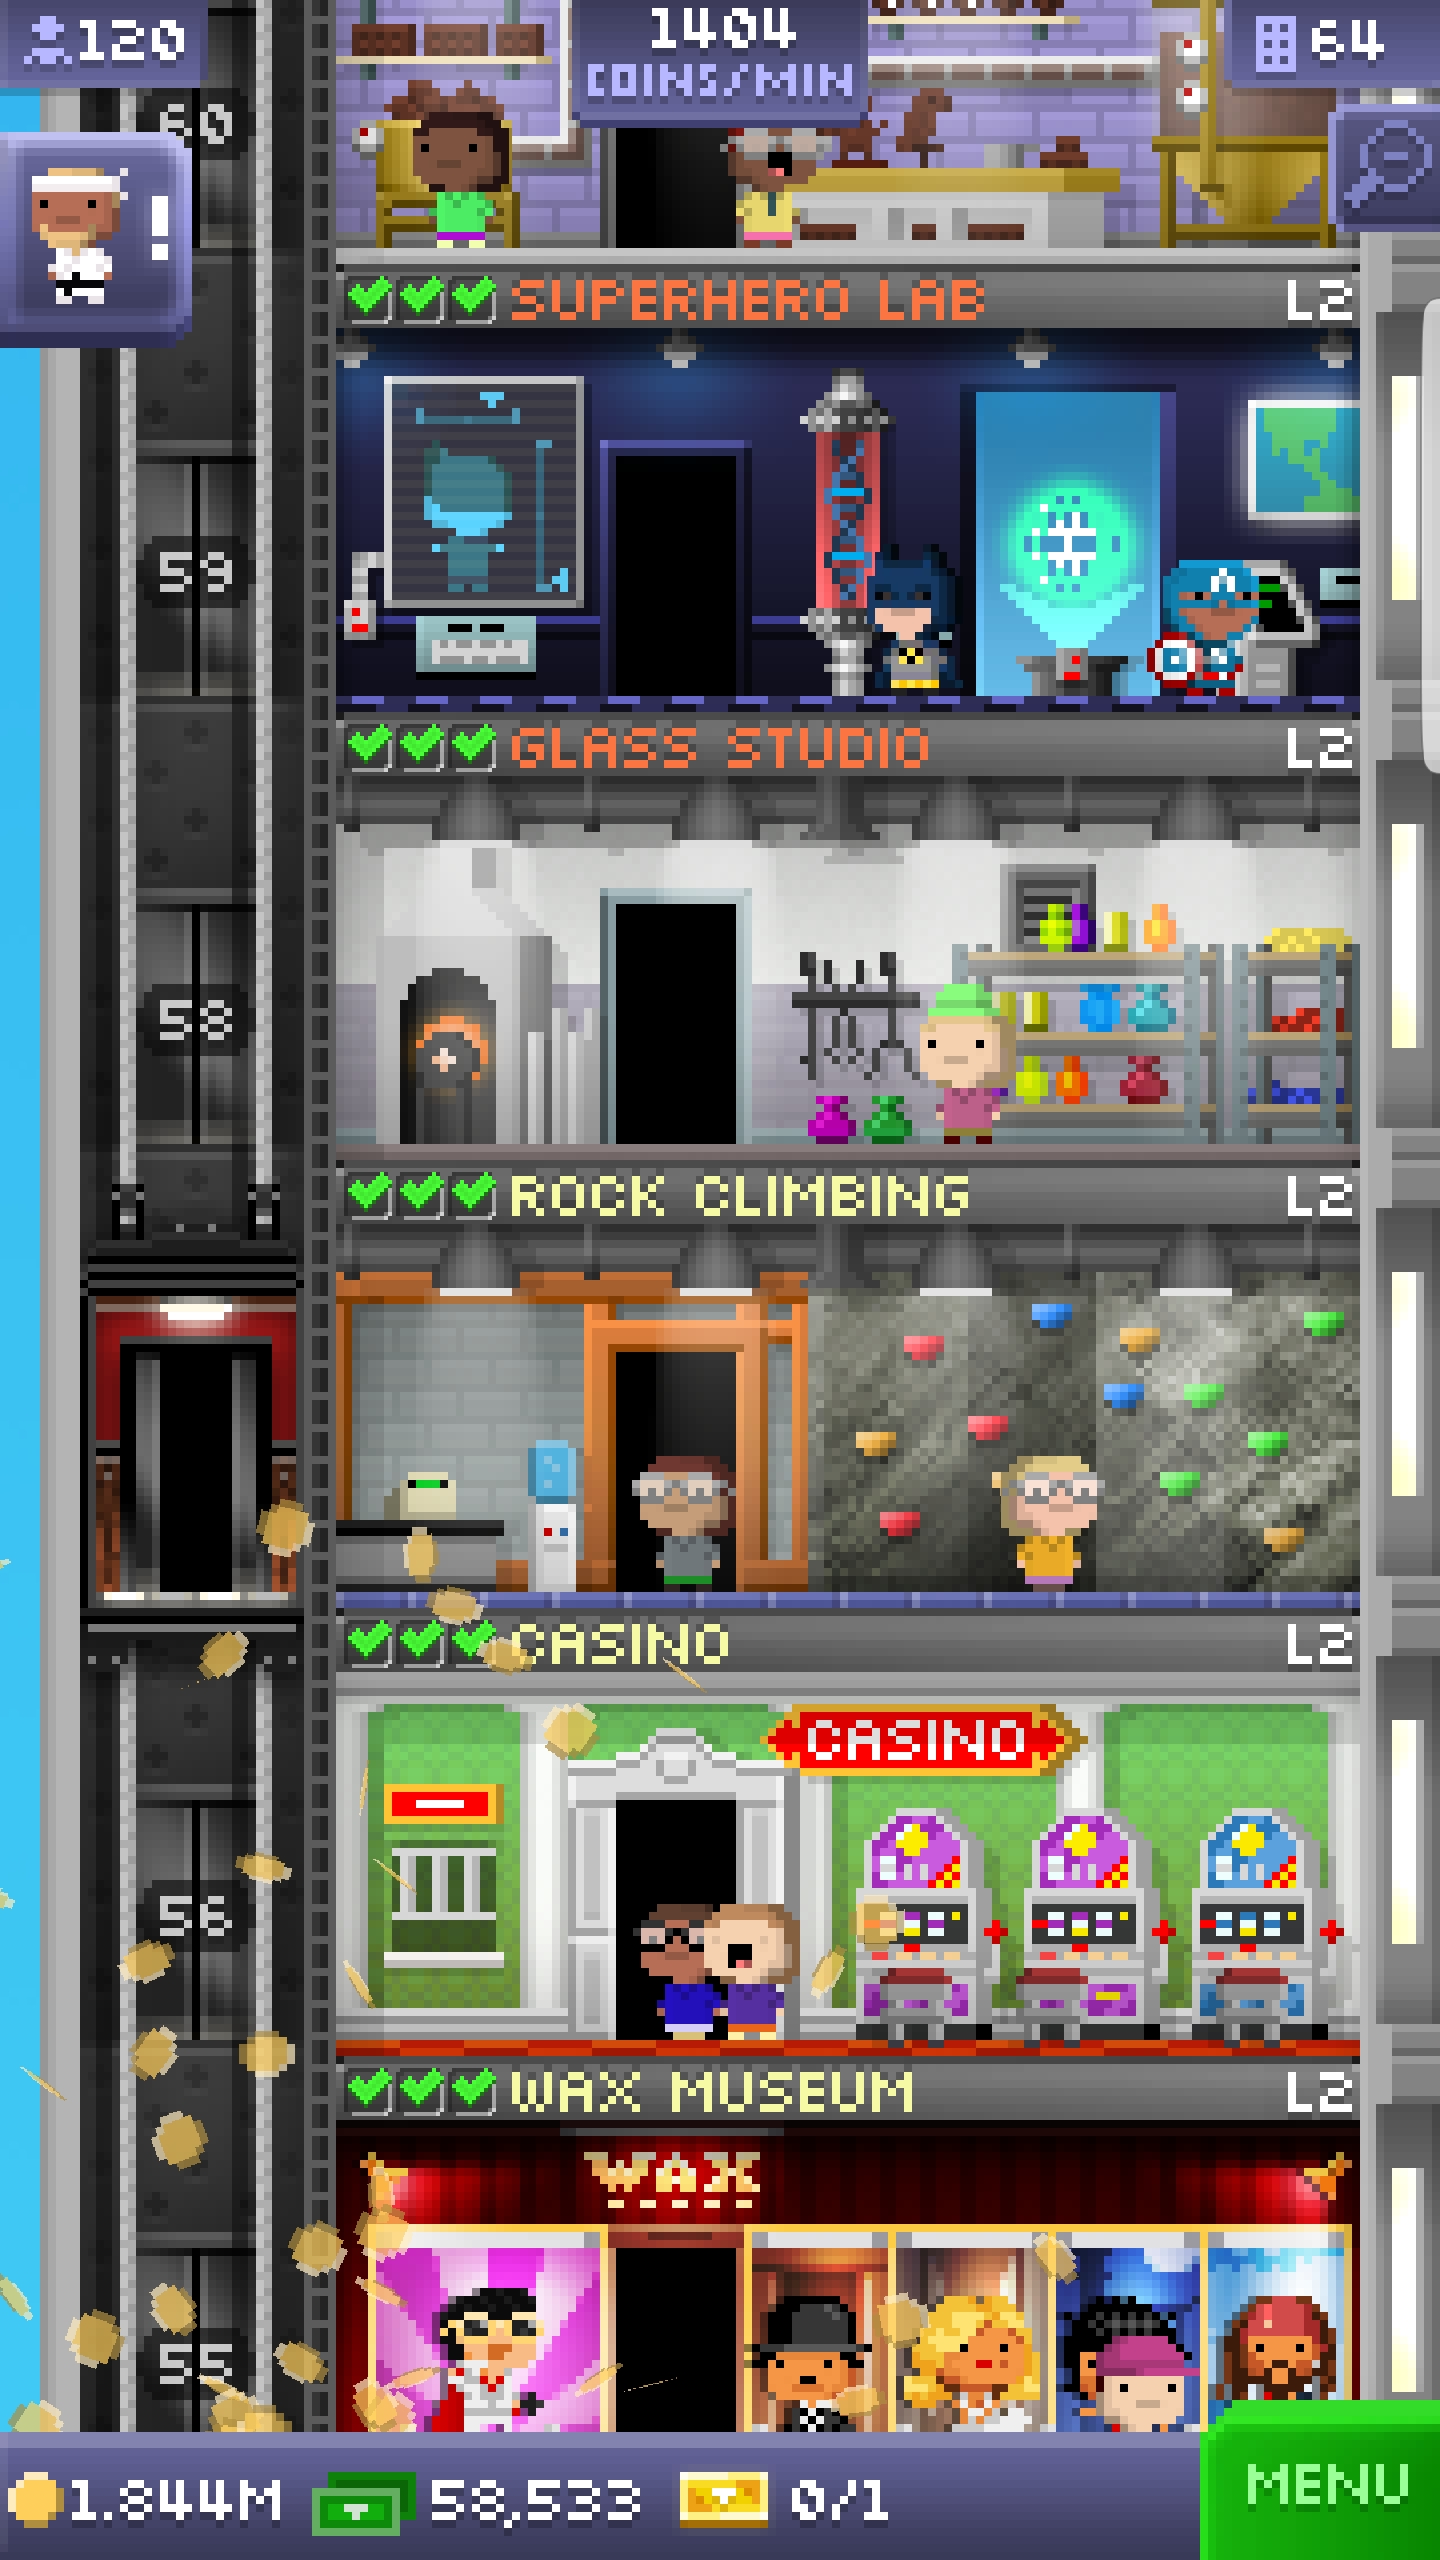 120
1404
COINS/MIN
64
60
!
SUPERHERO LAB L2
59
GLASS STUDIO L2
58
ROCK CLIMBING L2
CASINO L2
CASINO
56
WAX MUSEUM L2
WAX
55
1.844M 58,533 0/1 MENU